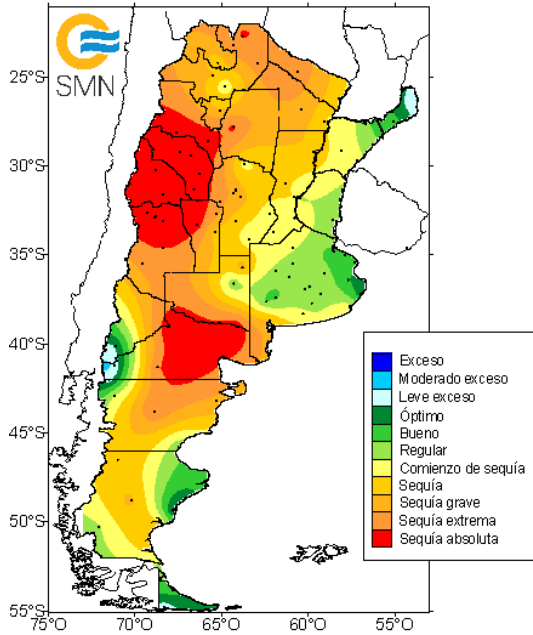 SMN
25°S
30°S
35°S
40°S
45°S
50°S
55°S
75°O
70°O
65°O
60°O
55°O
Exceso
Moderado exceso
Leve exceso
Óptimo
Bueno
Regular
Comienzo de sequía
Sequía
Sequía grave
Sequía extrema
Sequía absoluta